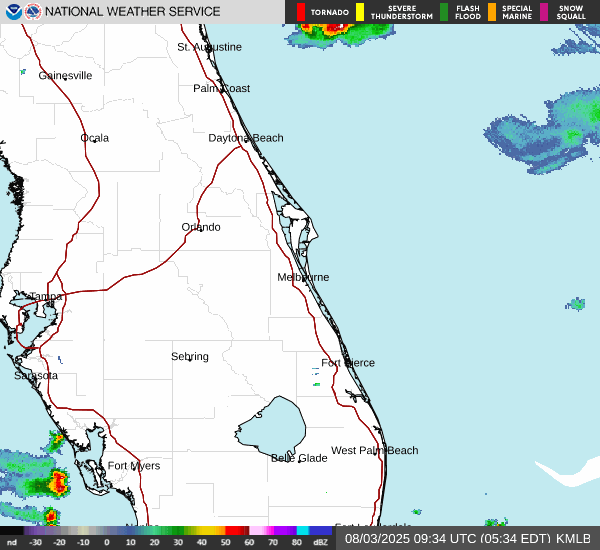 NATIONAL WEATHER SERVICE
TORNADO
SEVERE THUNDERSTORM
FLASH FLOOD
SPECIAL MARINE
SNOW SQUALL
St. Augustine
Gainesville
Palm Coast
Ocala
Daytona Beach
Orlando
Melbourne
Tampa
Sebring
Fort Pierce
Sarasota
West Palm Beach
Belle Glade
Fort Myers
nd -30 -20 -10 0 10 20 30 40 50 60 70 80 dBZ
08/03/2025 09:34 UTC (05:34 EDT) KMLB